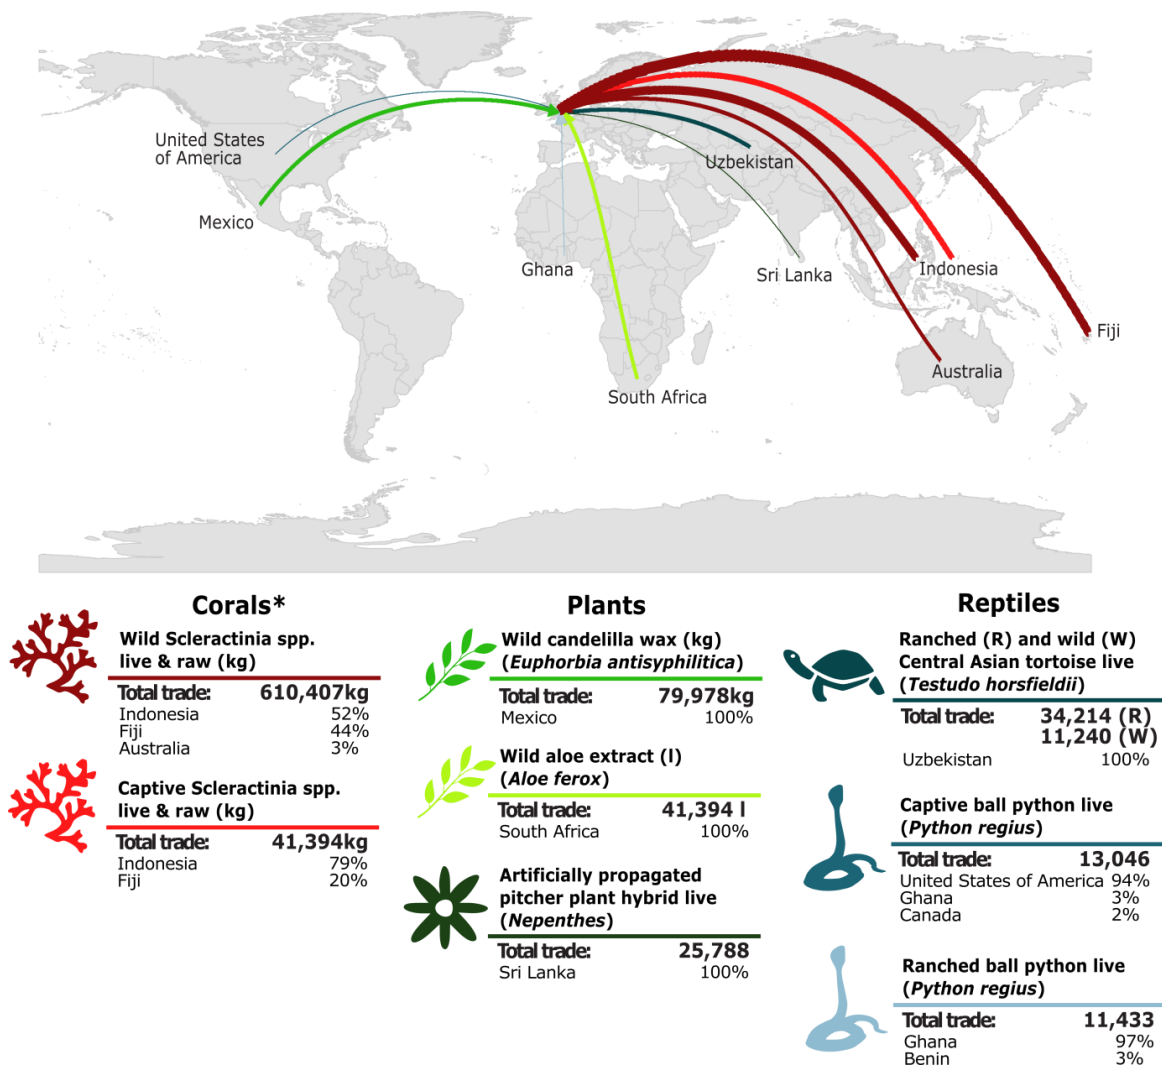 United States
of America
Mexico
Ghana
South Africa
Uzbekistan
Sri Lanka
Indonesia
Australia
Fiji
Corals*
Wild Scleractinia spp.
live & raw (kg)
Total trade: 610,407kg
Indonesia 52%
Fiji 44%
Australia 3%
Captive Scleractinia spp.
live & raw (kg)
Total trade: 41,394kg
Indonesia 79%
Fiji 20%
Plants
Wild candelilla wax (kg)
(Euphorbia antisyphilitica)
Total trade: 79,978kg
Mexico 100%
Wild aloe extract (l)
(Aloe ferox)
Total trade: 41,394 l
South Africa 100%
Artificially propagated
pitcher plant hybrid live
(Nepenthes)
Total trade: 25,788
Sri Lanka 100%
Reptiles
Ranched (R) and wild (W)
Central Asian tortoise live
(Testudo horsfieldii)
Total trade: 34,214 (R)
11,240 (W)
Uzbekistan 100%
Captive ball python live
(Python regius)
Total trade: 13,046
United States of America 94%
Ghana 3%
Canada 2%
Ranched ball python live
(Python regius)
Total trade: 11,433
Ghana 97%
Benin 3%